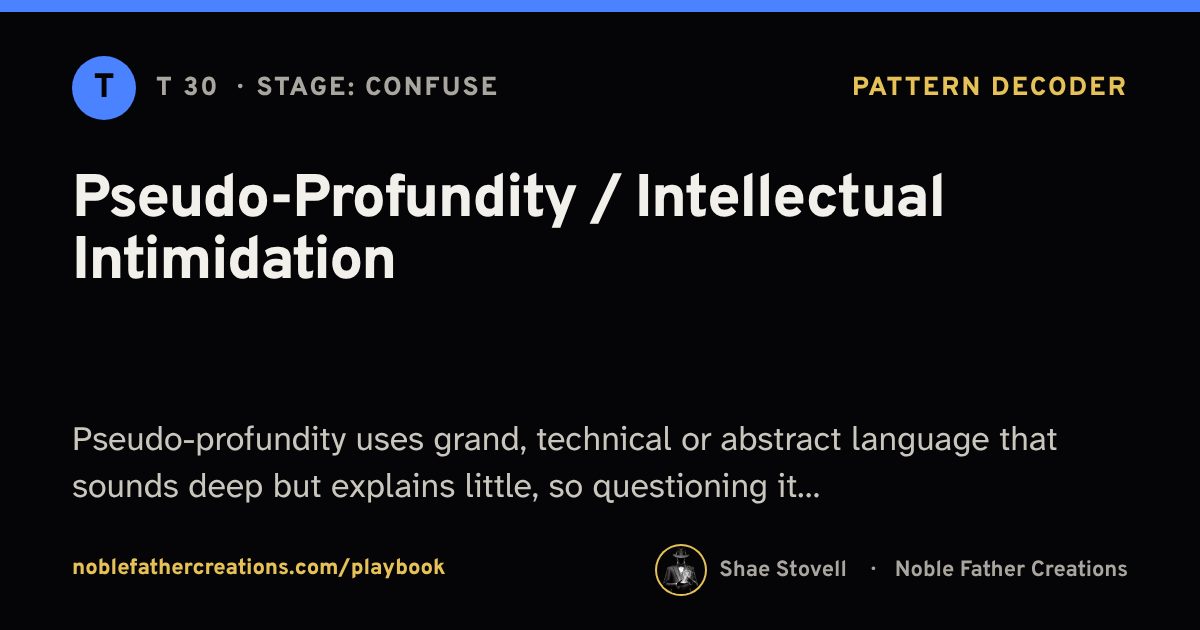 T
T 30 · STAGE: CONFUSE
PATTERN DECODER
Pseudo-Profundity / Intellectual
Intimidation
Pseudo-profundity uses grand, technical or abstract language that
sounds deep but explains little, so questioning it...
noblefathercreations.com/playbook
Shae Stovell · Noble Father Creations